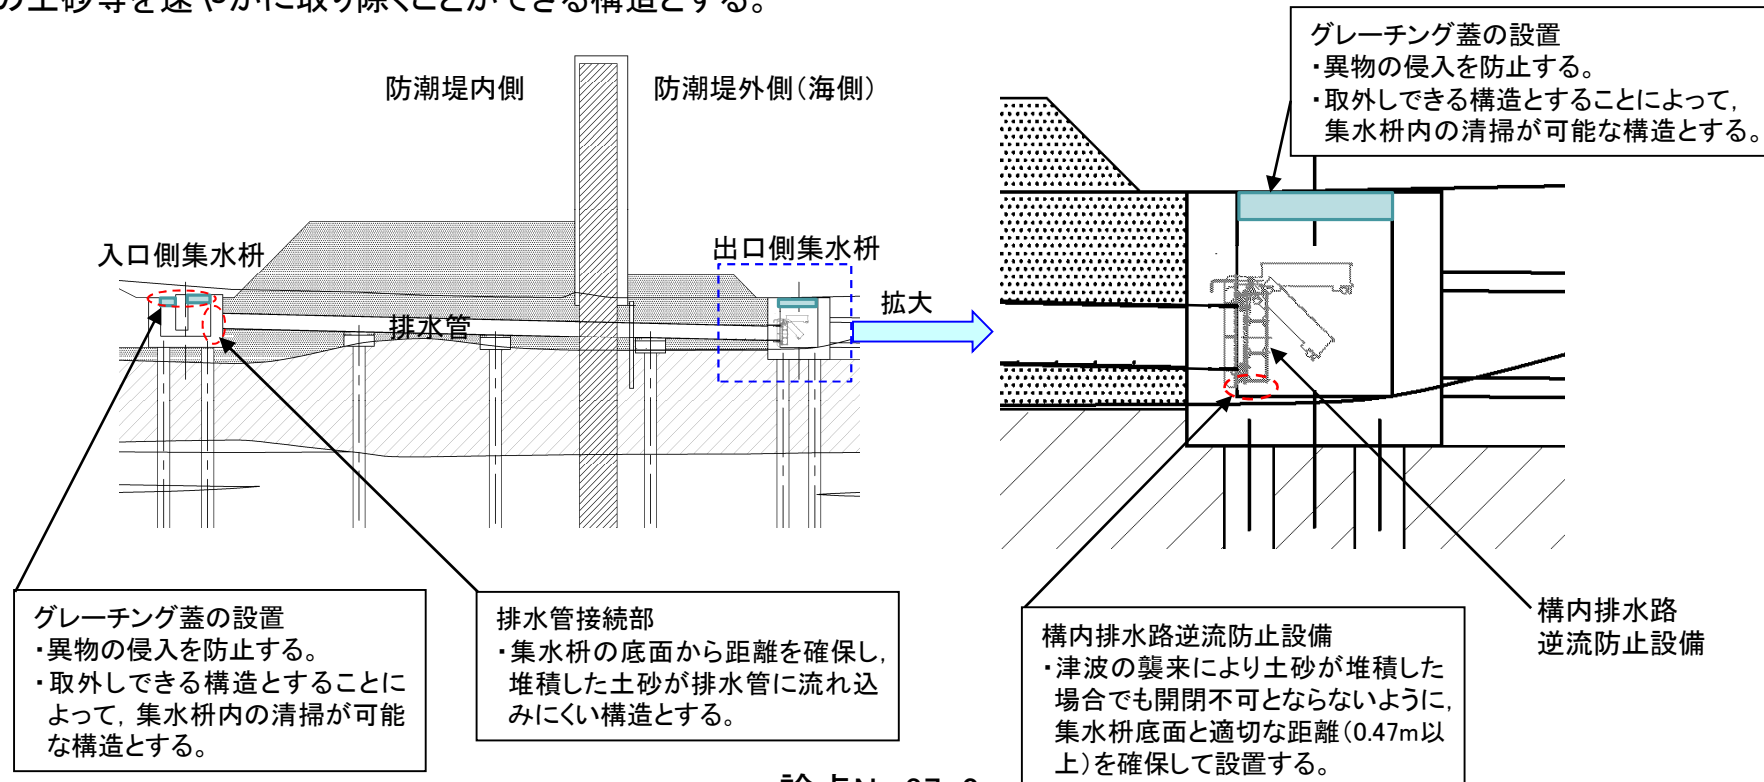 の土砂等を速やかに取り除くことができる構造とする。
グレーチング蓋の設置
・異物の侵入を防止する。
・取外しできる構造とすることによって，
集水枡内の清掃が可能な構造とする。
防潮堤内側
防潮堤外側（海側）
入口側集水枡
出口側集水枡
拡大
排水管
グレーチング蓋の設置
・異物の侵入を防止する。
・取外しできる構造とすることに
よって，集水枡内の清掃が可能
な構造とする。
排水管接続部
・集水枡の底面から距離を確保し，
堆積した土砂が排水管に流れ込
みにくい構造とする。
構内排水路逆流防止設備
・津波の襲来により土砂が堆積した
場合でも開閉不可とならないように，
集水枡底面と適切な距離（0.47m以
上）を確保して設置する。
構内排水路
逆流防止設備